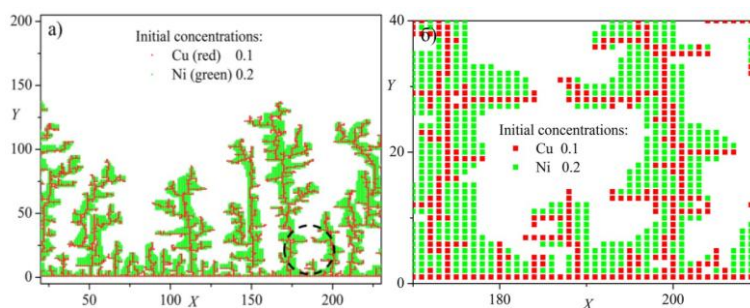 200
a)
Initial concentrations:
Cu (red) 0.1
Ni (green) 0.2
150
Y
100
50
0
50
100
X
150
200
40
б)
Y
Initial concentrations:
Cu 0.1
Ni 0.2
20
0
180
X
200